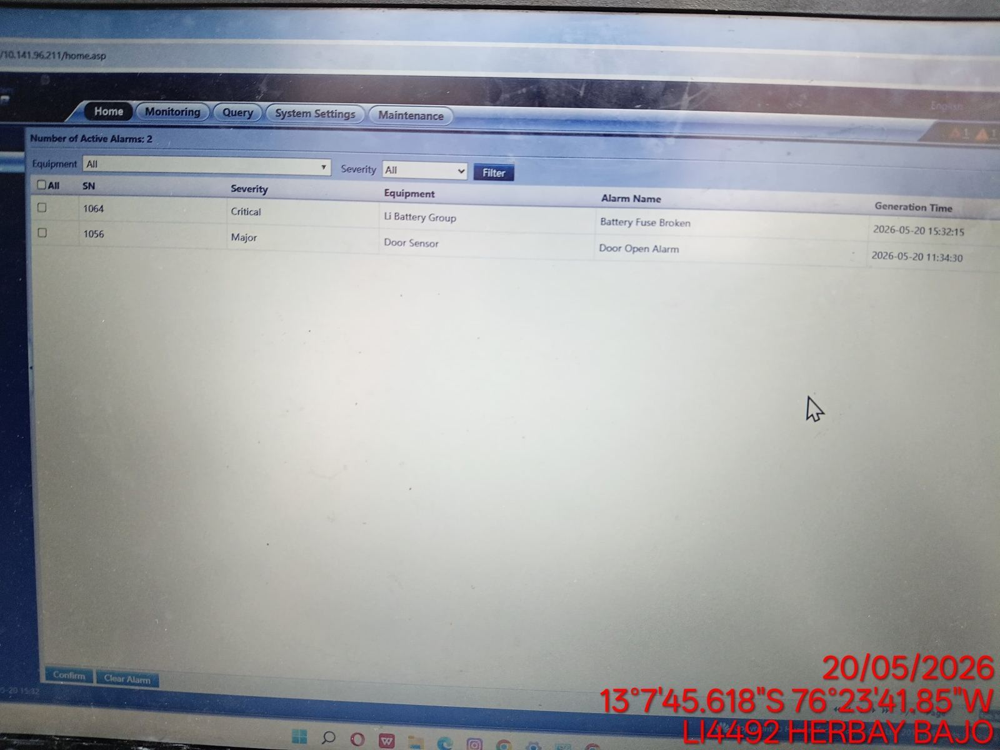 /10.141.96.211/home.asp
English
Home Monitoring Query System Settings Maintenance
1 1
Number of Active Alarms: 2
Equipment All Severity All Filter
All SN Severity Equipment Alarm Name Generation Time
1064 Critical Li Battery Group Battery Fuse Broken 2026-05-20 15:32:15
1056 Major Door Sensor Door Open Alarm 2026-05-20 11:34:30
Confirm Clear Alarm
20/05/2026
13°7'45.618"S 76°23'41.85"W
LI4492 HERBAY BAJO